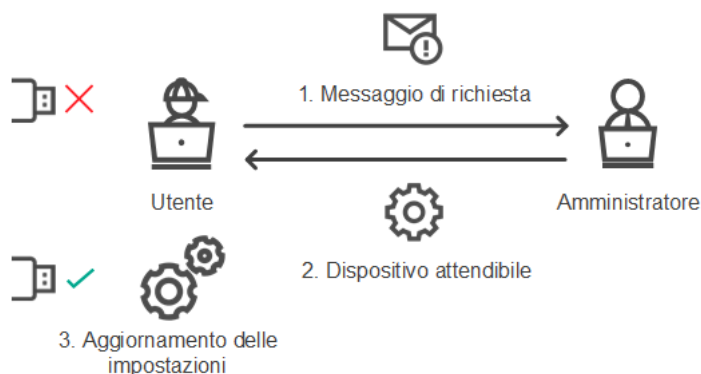 1. Messaggio di richiesta
Utente
Amministratore
2. Dispositivo attendibile
3. Aggiornamento delle
impostazioni